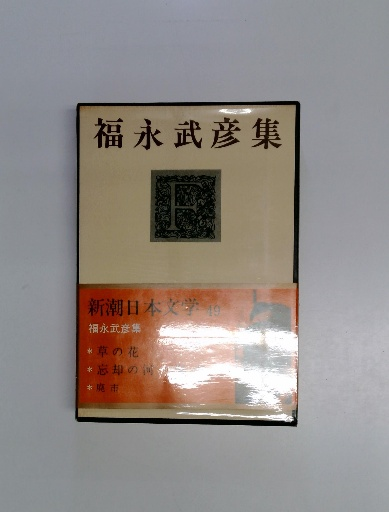 福永武彦集
F
新潮日本文学 49
福永武彦集
* 草の花
* 忘却の河
* 廃市